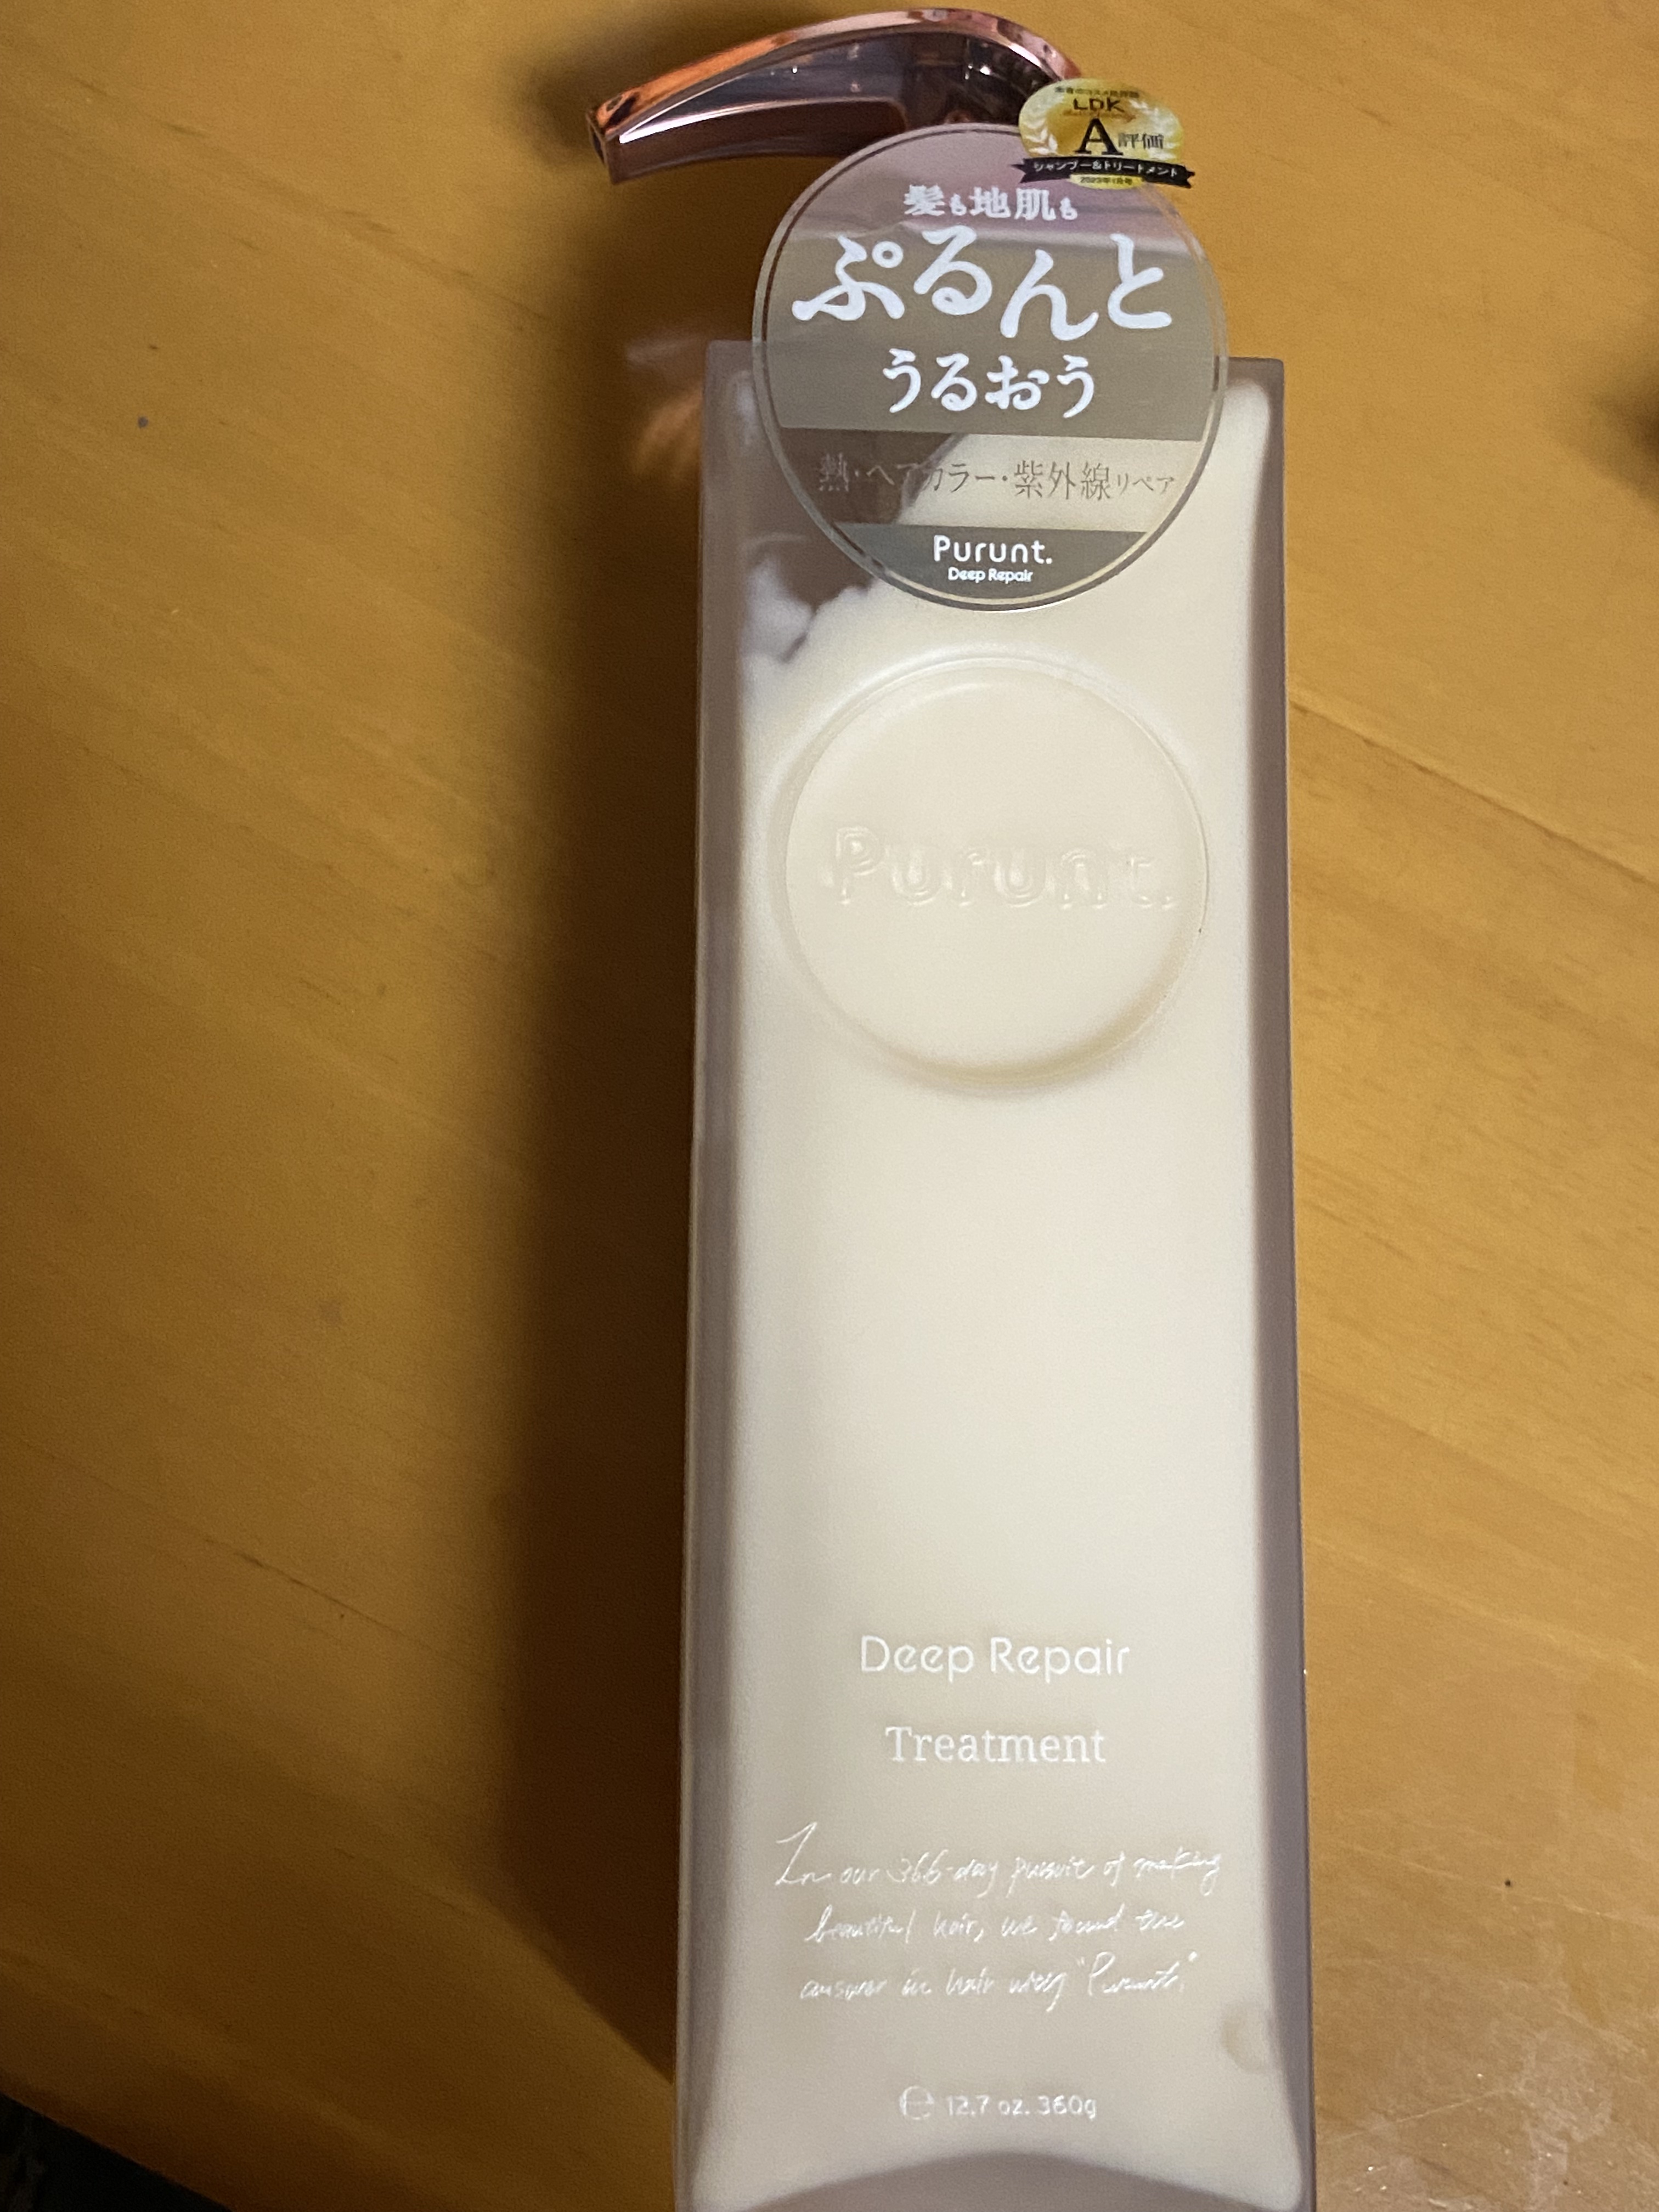 LDK
A評価
シャンプー&トリートメント
髪も地肌も
ぷるんと
うるおう
熱・ヘアカラー・紫外線リペア
Purunt.
Deep Repair
Purunt.
Deep Repair
Treatment
In our 366-day pursuit of making
beautiful hair, we found the
answer in hair using "Purunt."
12.7 oz. 360g